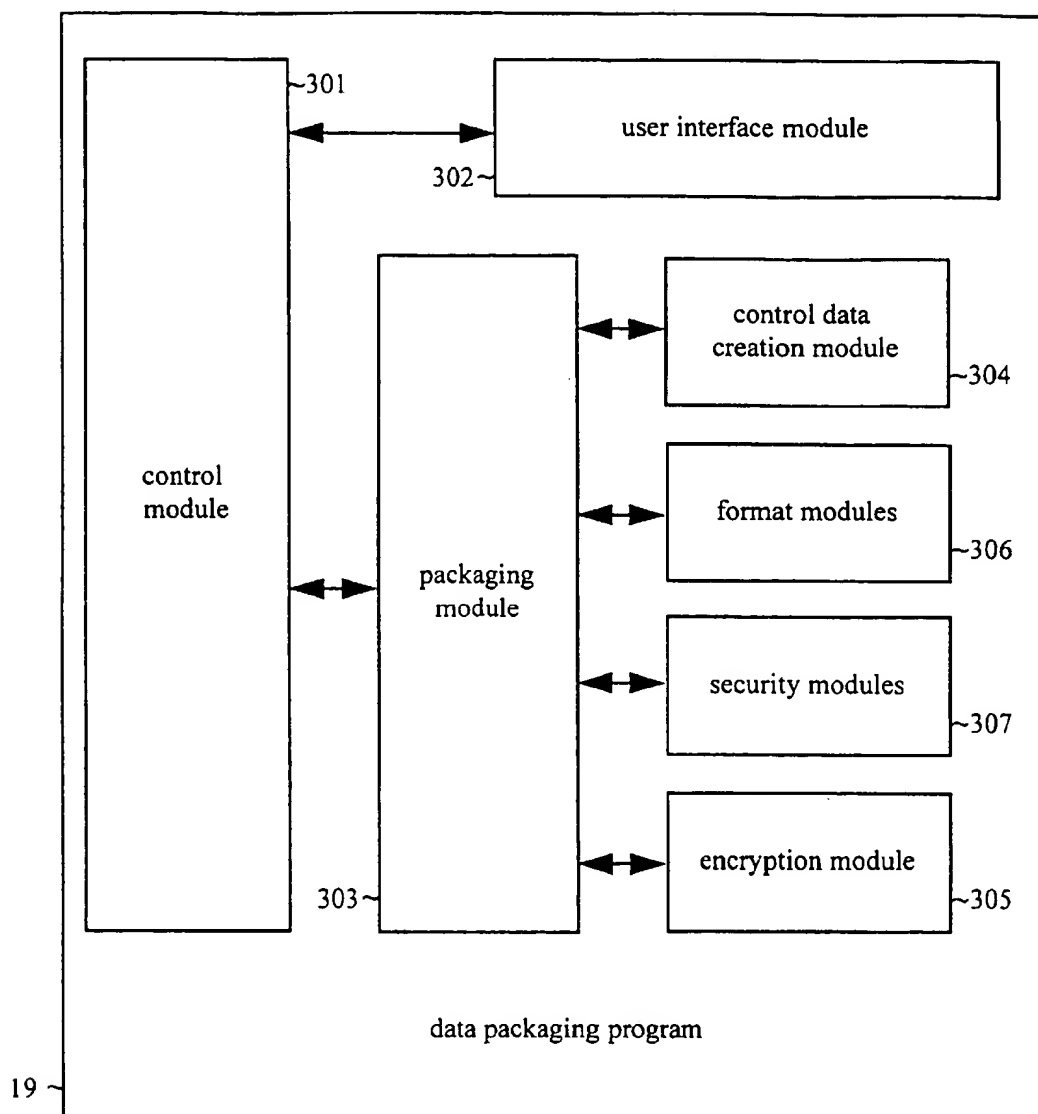 301
user interface module
302
control data
creation module
304
control
module
format modules
306
packaging
module
security modules
307
encryption module
303
305
data packaging program
19